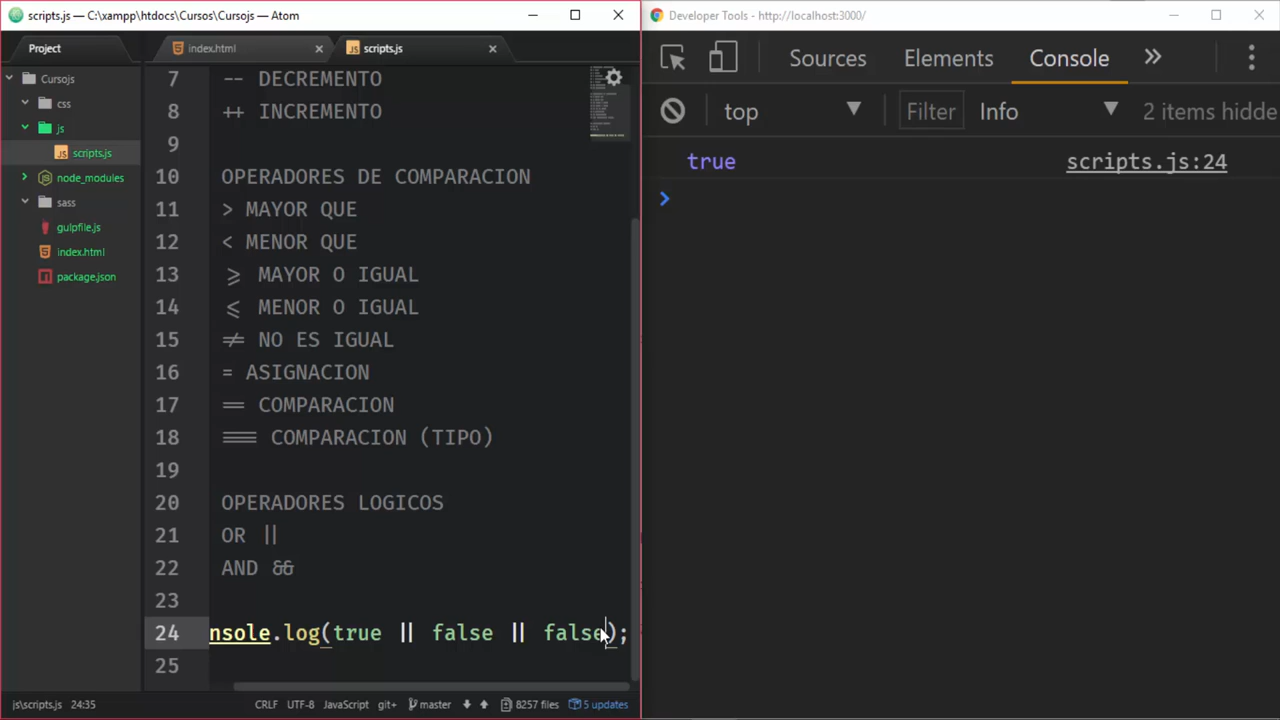 scripts.js — C:\xampp\htdocs\Cursos\Cursojs — Atom
Project
index.html
scripts.js
Cursojs
css
js
scripts.js
node_modules
sass
gulpfile.js
index.html
package.json
7 -- DECREMENTO
8 ++ INCREMENTO
9
10 OPERADORES DE COMPARACION
11 > MAYOR QUE
12 < MENOR QUE
13 >= MAYOR O IGUAL
14 <= MENOR O IGUAL
15 != NO ES IGUAL
16 = ASIGNACION
17 == COMPARACION
18 === COMPARACION (TIPO)
19
20 OPERADORES LOGICOS
21 OR ||
22 AND &&
23
24 nsole.log(true || false || false);
25
js\scripts.js 24:35 CRLF UTF-8 JavaScript git+ master 8257 files 5 updates
Developer Tools - http://localhost:3000/
Sources Elements Console
top Filter Info 2 items hidde
true scripts.js:24